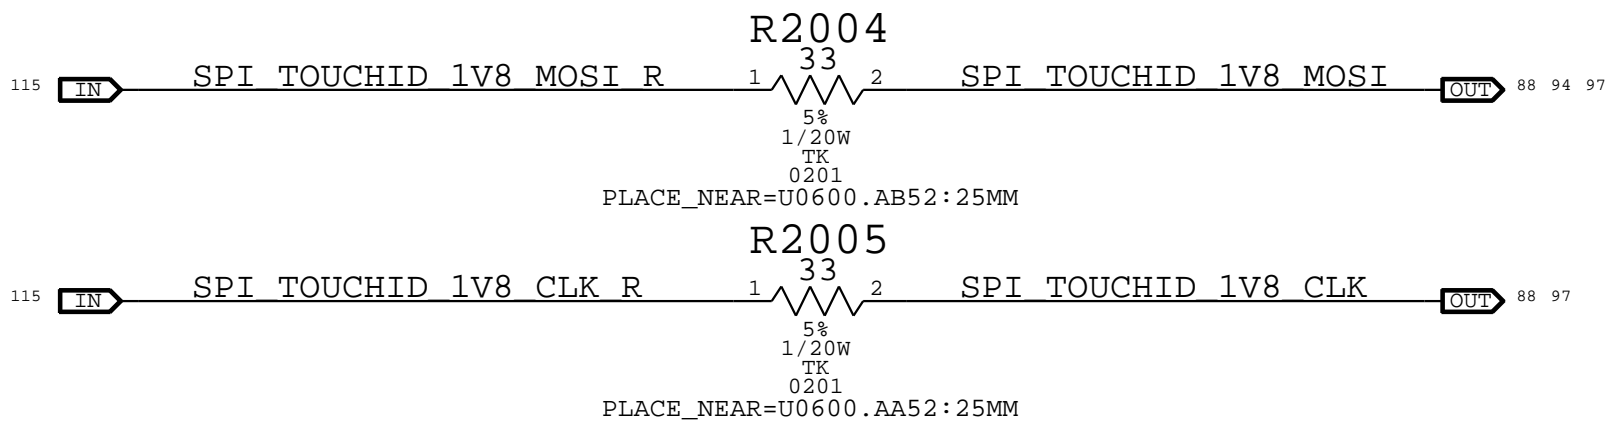 R2004
33
115 IN SPI_TOUCHID_1V8_MOSI_R 1 2 SPI_TOUCHID_1V8_MOSI OUT 88 94 97
5%
1/20W
TK
0201
PLACE_NEAR=U0600.AB52:25MM
R2005
33
115 IN SPI_TOUCHID_1V8_CLK_R 1 2 SPI_TOUCHID_1V8_CLK OUT 88 97
5%
1/20W
TK
0201
PLACE_NEAR=U0600.AA52:25MM